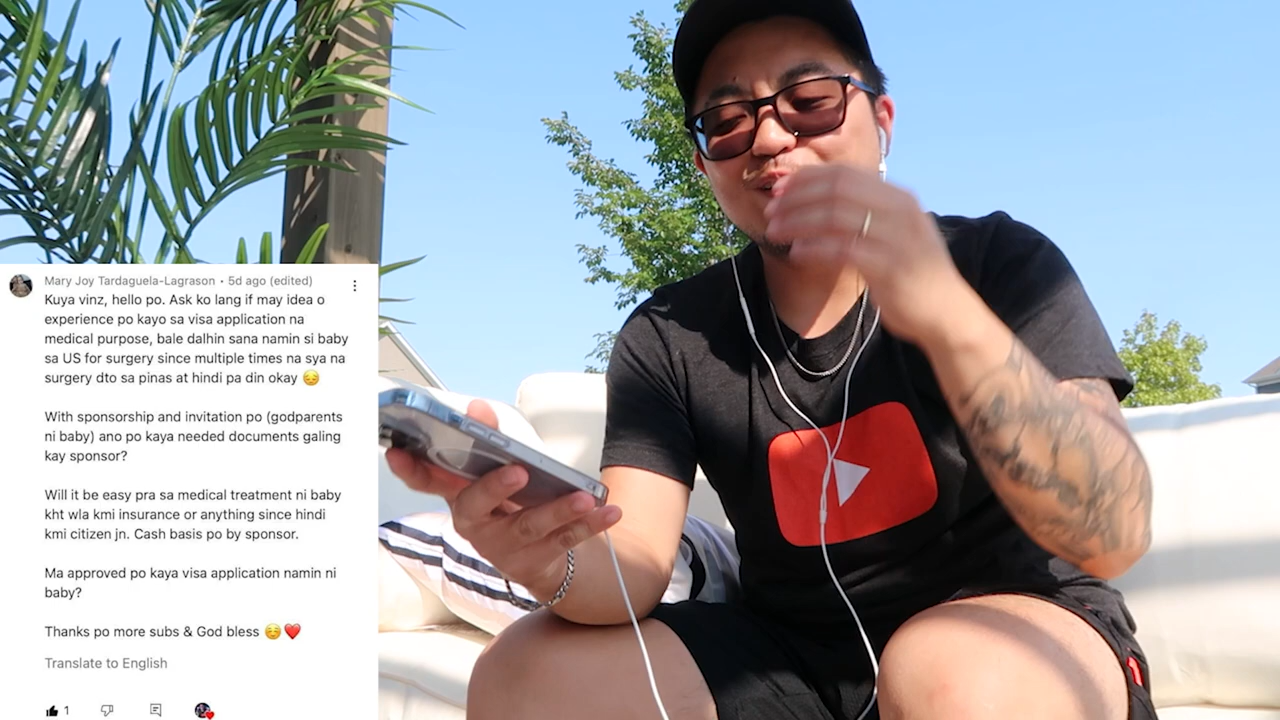 Mary Joy Tardaguela-Lagrason • 5d ago (edited)
Kuya vinz, hello po. Ask ko lang if may idea o
experience po kayo sa visa application na
medical purpose, bale dalhin sana namin si baby
sa US for surgery since multiple times na sya na
surgery dto sa pinas at hindi pa din okay 😔
With sponsorship and invitation po (godparents
ni baby) ano po kaya needed documents galing
kay sponsor?
Will it be easy pra sa medical treatment ni baby
kht wla kmi insurance or anything since hindi
kmi citizen jn. Cash basis po by sponsor.
Ma approved po kaya visa application namin ni
baby?
Thanks po more subs & God bless ☺️❤️
Translate to English
1